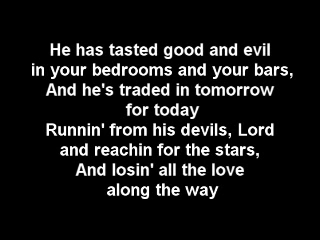 He has tasted good and evil
in your bedrooms and your bars,
And he's traded in tomorrow
for today
Runnin' from his devils, Lord
and reachin for the stars,
And losin' all the love
along the way